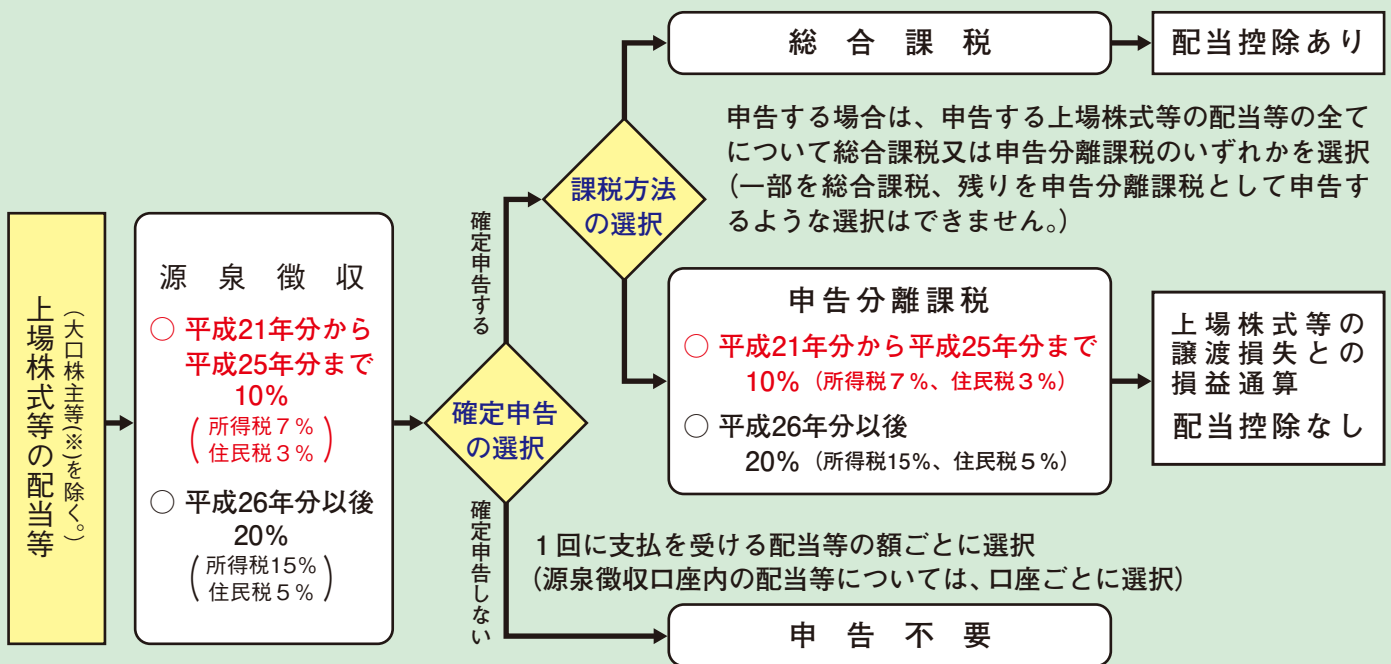 上場株式等の配当等
(大口株主等(※)を除く。)
源泉徴収
○ 平成21年分から
平成25年分まで
10%
(所得税7%
住民税3%)
○ 平成26年分以後
20%
(所得税15%
住民税5%)
確定申告
の選択
確定申告する
課税方法
の選択
総合課税
配当控除あり
申告する場合は、申告する上場株式等の配当等の全て
について総合課税又は申告分離課税のいずれかを選択
(一部を総合課税、残りを申告分離課税として申告す
るような選択はできません。)
申告分離課税
○ 平成21年分から平成25年分まで
10%(所得税7%、住民税3%)
○ 平成26年分以後
20%(所得税15%、住民税5%)
上場株式等の
譲渡損失との
損益通算
配当控除なし
確定申告しない
1回に支払を受ける配当等の額ごとに選択
(源泉徴収口座内の配当等については、口座ごとに選択)
申告不要